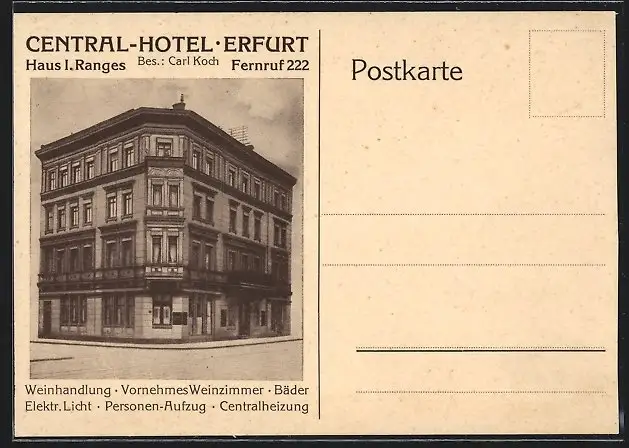 CENTRAL-HOTEL · ERFURT
Haus I. Ranges Bes.: Carl Koch Fernruf 222
Weinhandlung · Vornehmes Weinzimmer · Bäder
Elektr. Licht · Personen-Aufzug · Centralheizung
Postkarte